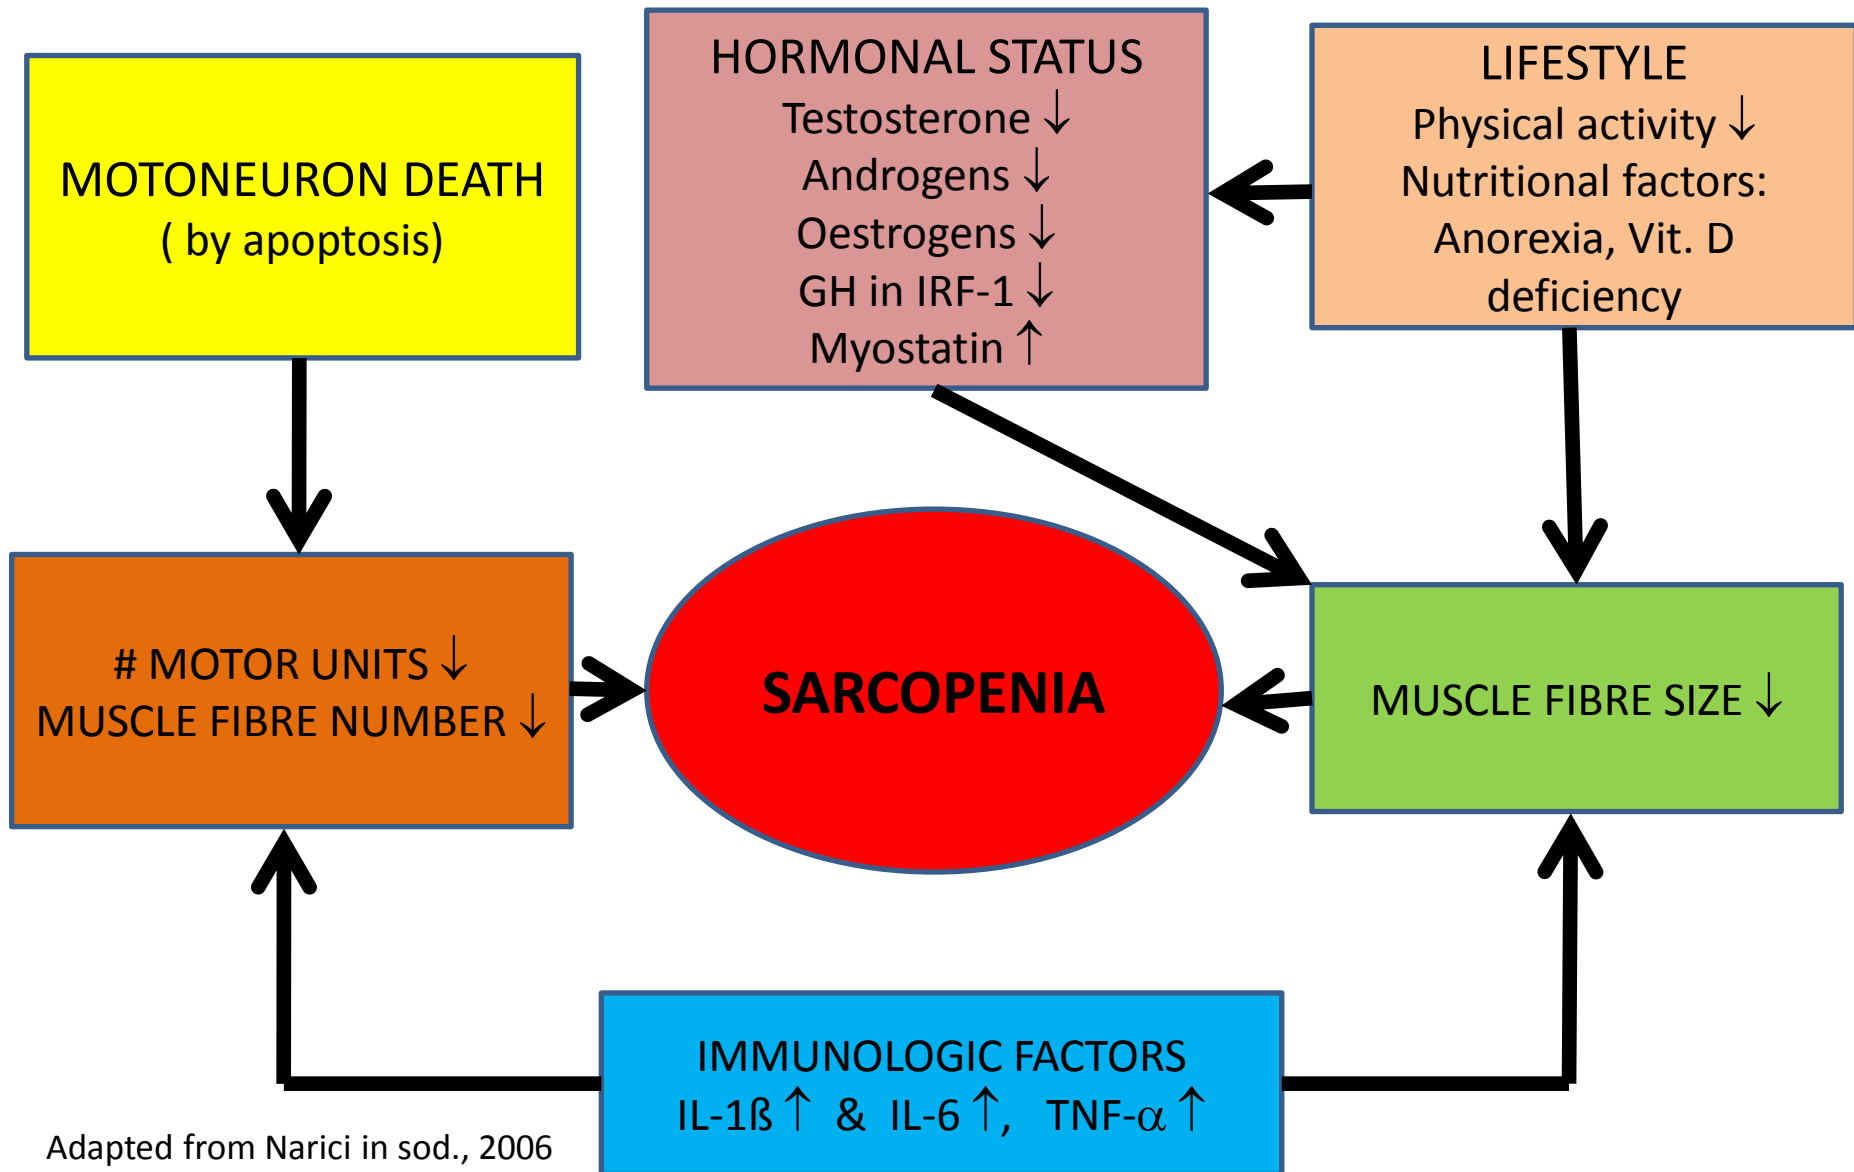 MOTONEURON DEATH
( by apoptosis)
HORMONAL STATUS
Testosterone ↓
Androgens ↓
Oestrogens ↓
GH in IRF-1 ↓
Myostatin ↑
LIFESTYLE
Physical activity ↓
Nutritional factors:
Anorexia, Vit. D
deficiency
# MOTOR UNITS ↓
MUSCLE FIBRE NUMBER ↓
SARCOPENIA
MUSCLE FIBRE SIZE ↓
IMMUNOLOGIC FACTORS
IL-1ß ↑ & IL-6 ↑, TNF-α ↑
Adapted from Narici in sod., 2006